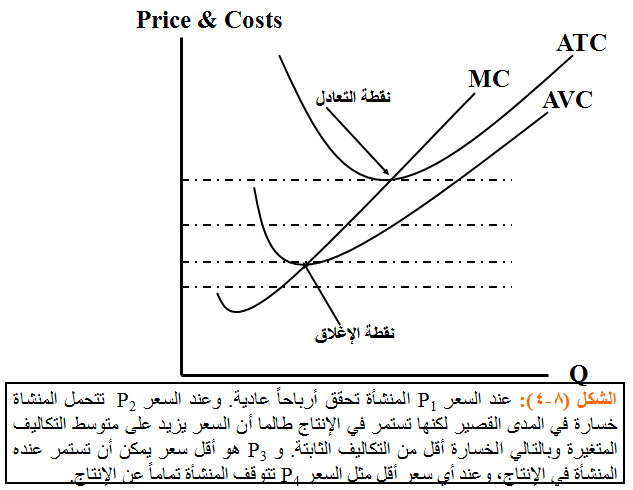 Price & Costs
ATC
MC
نقطة التعادل
AVC
نقطة الإغلاق
Q
الشكل (٨-٤): عند السعر P1 المنشأة تحقق أرباحاً عادية. وعند السعر P2 تتحمل المنشاة
خسارة في المدى القصير لكنها تستمر في الإنتاج طالما أن السعر يزيد على متوسط التكاليف
المتغيرة وبالتالي الخسارة أقل من التكاليف الثابتة. و P3 هو أقل سعر يمكن أن تستمر عنده
المنشأة في الإنتاج، وعند أي سعر أقل مثل السعر P4 تتوقف المنشأة تماماً عن الإنتاج.